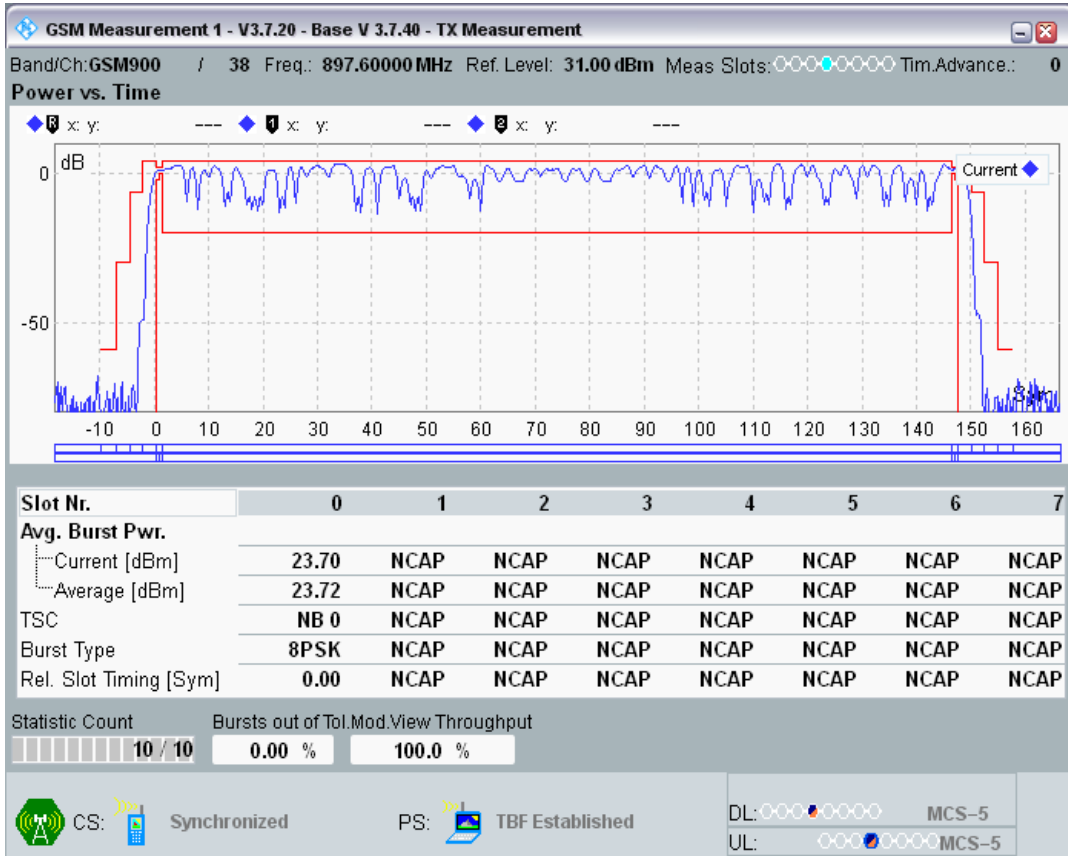 GSM Measurement 1 - V3.7.20 - Base V 3.7.40 - TX Measurement
Band/Ch:GSM900 / 38 Freq.: 897.60000 MHz Ref. Level: 31.00 dBm Meas Slots: Tim.Advance.: 0
Power vs. Time
R x: y: --- 1 x: y: --- 2 x: y: ---
dB
Current
0
-50
Sym
-10 0 10 20 30 40 50 60 70 80 90 100 110 120 130 140 150 160
Slot Nr. 0 1 2 3 4 5 6 7
Avg. Burst Pwr.
Current [dBm] 23.70 NCAP NCAP NCAP NCAP NCAP NCAP NCAP
Average [dBm] 23.72 NCAP NCAP NCAP NCAP NCAP NCAP NCAP
TSC NB 0 NCAP NCAP NCAP NCAP NCAP NCAP NCAP
Burst Type 8PSK NCAP NCAP NCAP NCAP NCAP NCAP NCAP
Rel. Slot Timing [Sym] 0.00 NCAP NCAP NCAP NCAP NCAP NCAP NCAP
Statistic Count Bursts out of Tol.Mod.View Throughput
10 / 10 0.00 % 100.0 %
CS: Synchronized PS: TBF Established
DL: MCS-5
UL: MCS-5